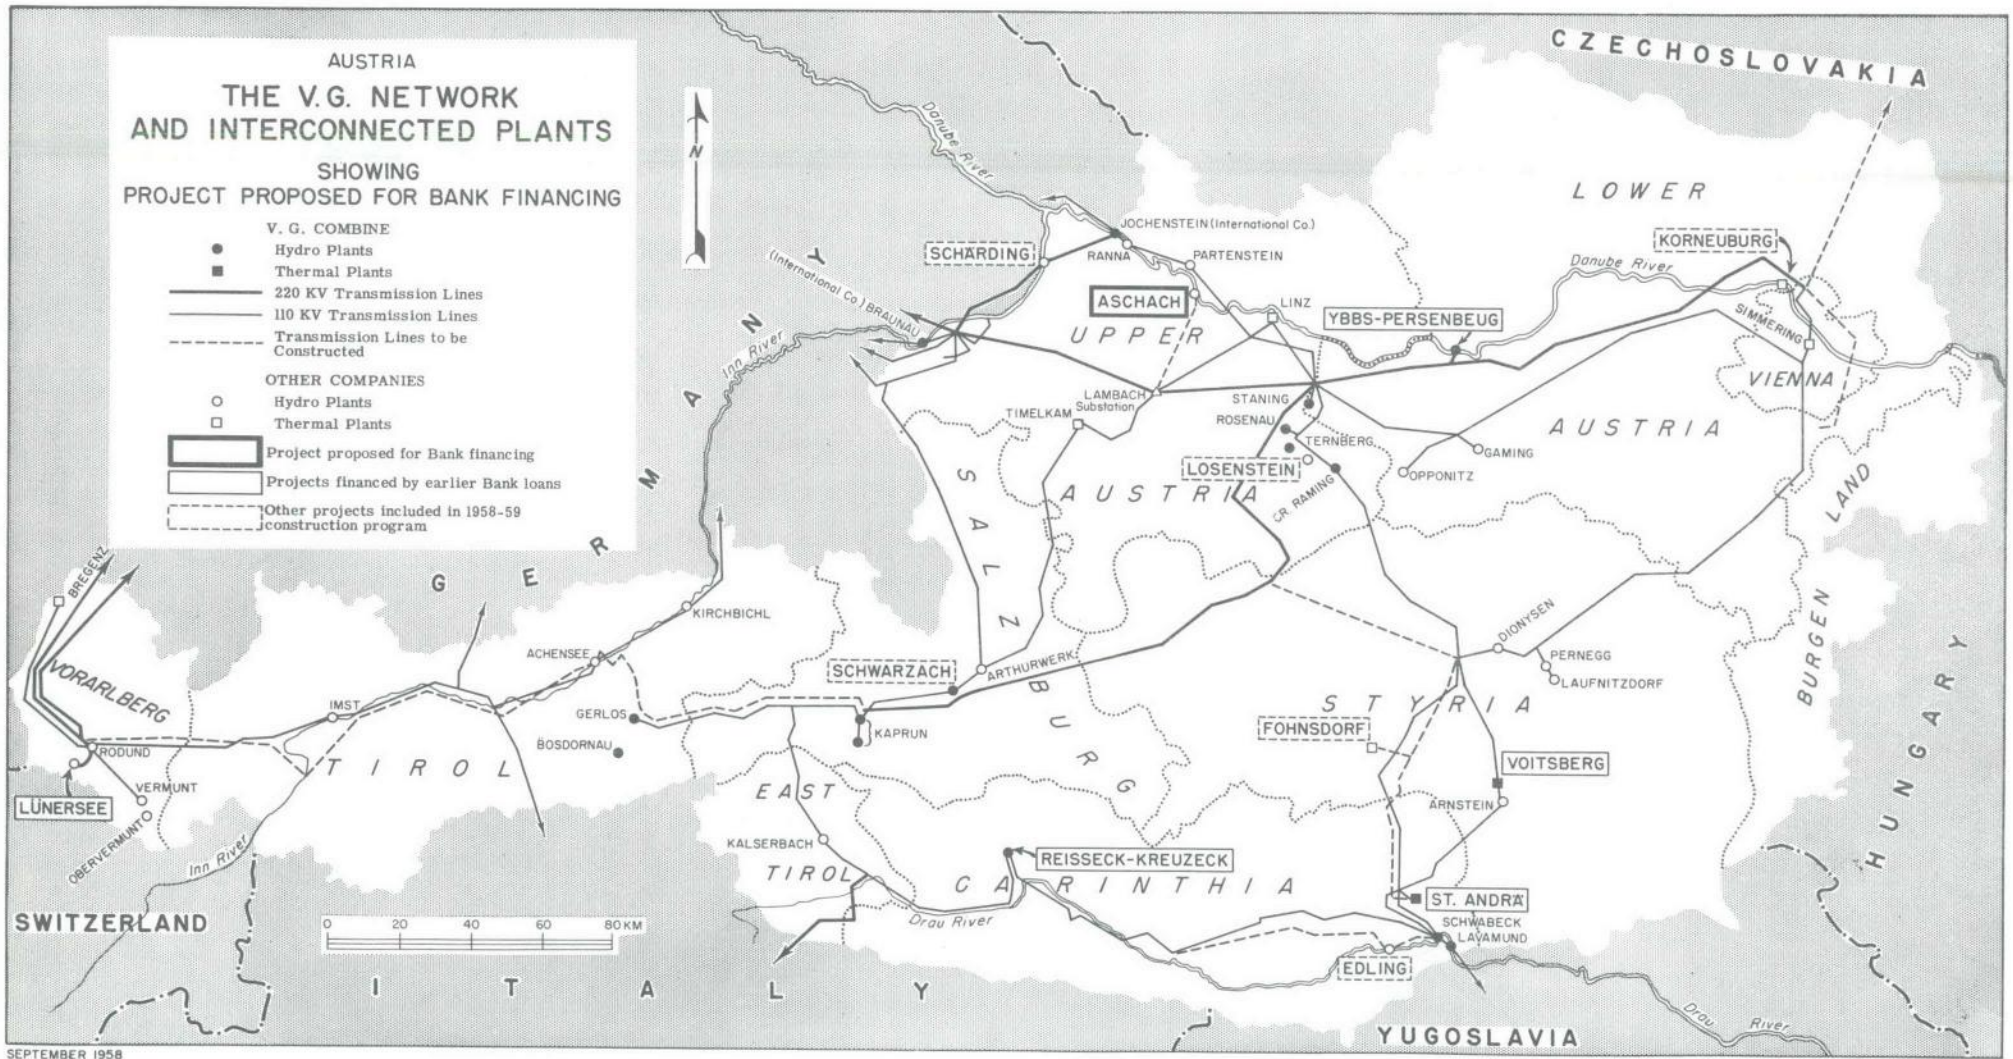 AUSTRIA
THE V.G. NETWORK
AND INTERCONNECTED PLANTS
SHOWING
PROJECT PROPOSED FOR BANK FINANCING
V. G. COMBINE
Hydro Plants
Thermal Plants
220 KV Transmission Lines
110 KV Transmission Lines
Transmission Lines to be
Constructed
OTHER COMPANIES
Hydro Plants
Thermal Plants
Project proposed for Bank financing
Projects financed by earlier Bank loans
Other projects included in 1958-59
construction program
N
CZECHOSLOVAKIA
Danube River
LOWER
JOCHENSTEIN (International Co.)
KORNEUBURG
SCHÄRDING
RANNA
PARTENSTEIN
Danube River
(International Co.) BRAUNAU
ASCHACH
LINZ
YBBS-PERSENBEUG
SIMMERING
UPPER
Inn River
VIENNA
LAMBACH
Substation
STANING
TIMELKAM
ROSENAU
AUSTRIA
TERNBERG
GAMING
LOSENSTEIN
OPPONITZ
GR. RAMING
AUSTRIA
SALZBURG
BURGENLAND
GERMANY
BREGENZ
KIRCHBICHL
DIONYSEN
HUNGARY
ACHENSEE
PERNEGG
VORARLBERG
SCHWARZACH
ARTHURWERK
LAUFNITZDORF
IMST
GERLOS
STYRIA
KAPRUN
FOHNSDORF
RODUND
BÖSDORNAU
TIROL
VOITSBERG
VERMUNT
EAST
LÜNERSEE
ARNSTEIN
OBERVERMUNT
KALSERBACH
REISSECK-KREUZECK
Inn River
TIROL
CARINTHIA
ST. ANDRÄ
SWITZERLAND
0 20 40 60 80 KM
Drau River
SCHWABECK
LAVAMUND
EDLING
ITALY
Drau River
YUGOSLAVIA
SEPTEMBER 1958